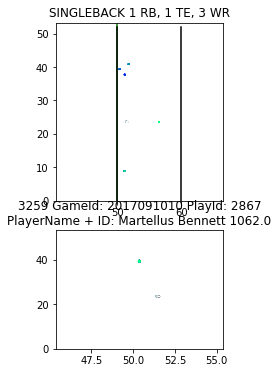 SINGLEBACK 1 RB, 1 TE, 3 WR
50
40
30
20
10
0
50
60
3259 GameId: 2017091010 PlayId: 2867
PlayerName + ID: Martellus Bennett 1062.0
40
20
0
47.5 50.0 52.5 55.0